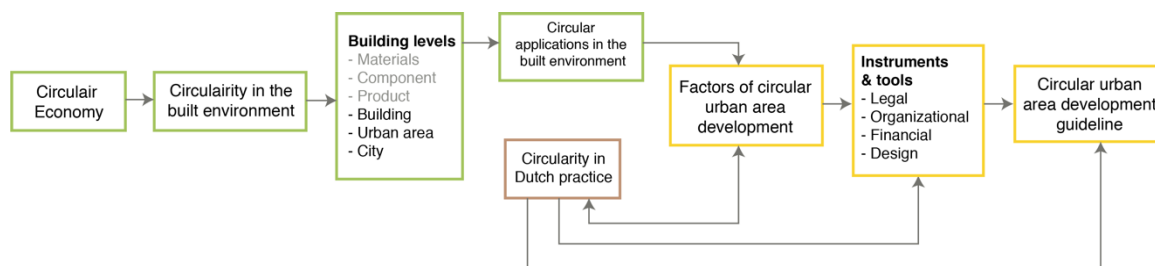 Circulair
Economy
Circulairity in the
built environment
Building levels
- Materials
- Component
- Product
- Building
- Urban area
- City
Circular
applications in the
built environment
Circularity in
Dutch practice
Factors of circular
urban area
development
Instruments
& tools
- Legal
- Organizational
- Financial
- Design
Circular urban
area development
guideline